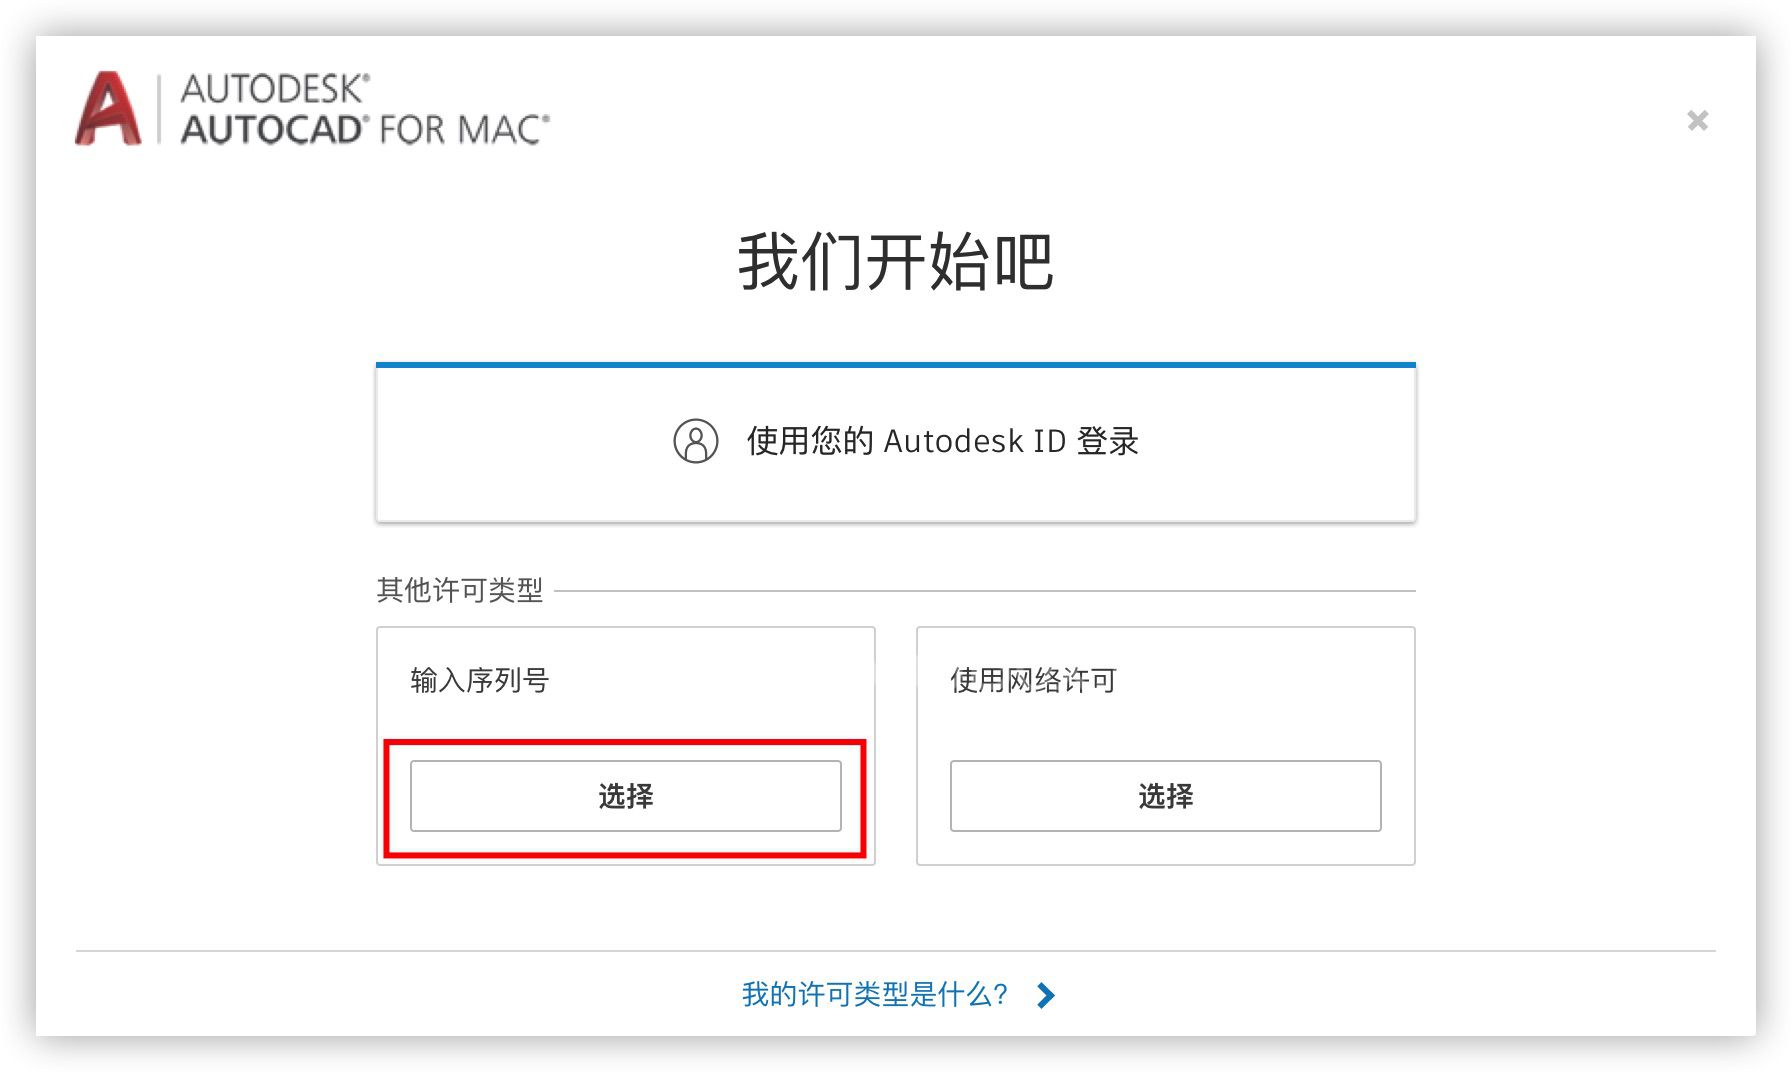 AUTODESK®
AUTOCAD® FOR MAC®
我们开始吧
使用您的 Autodesk ID 登录
其他许可类型
输入序列号
使用网络许可
选择
选择
我的许可类型是什么?